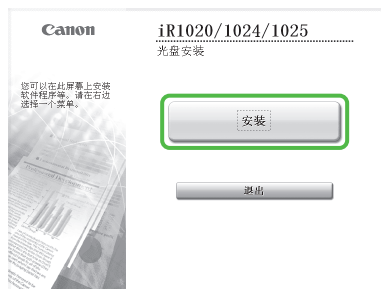 Canon
iR1020/1024/1025
光盘安装
您可以在此屏幕上安装
软件程序等。请在右边
选择一个菜单。
安装
退出